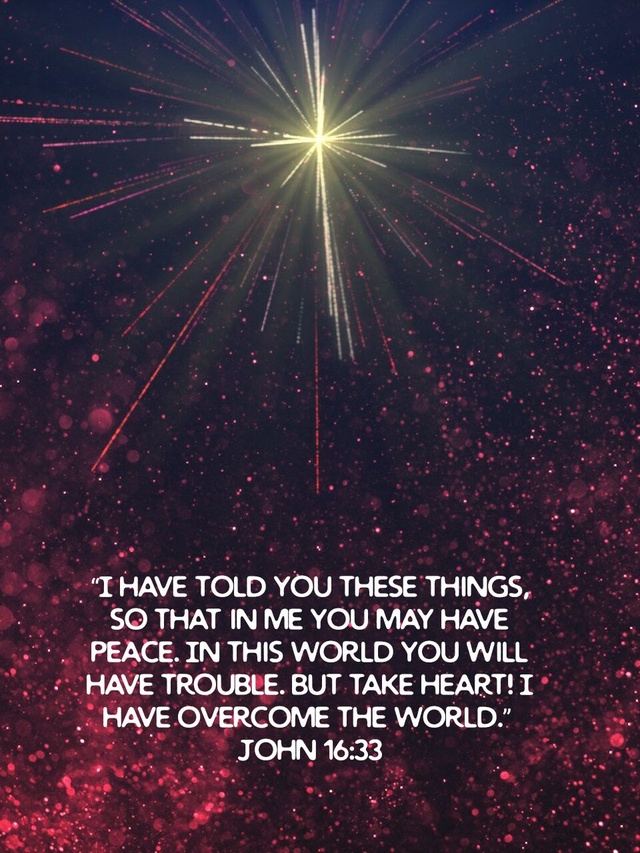 “I HAVE TOLD YOU THESE THINGS,
SO THAT IN ME YOU MAY HAVE
PEACE. IN THIS WORLD YOU WILL
HAVE TROUBLE. BUT TAKE HEART! I
HAVE OVERCOME THE WORLD.”
JOHN 16:33